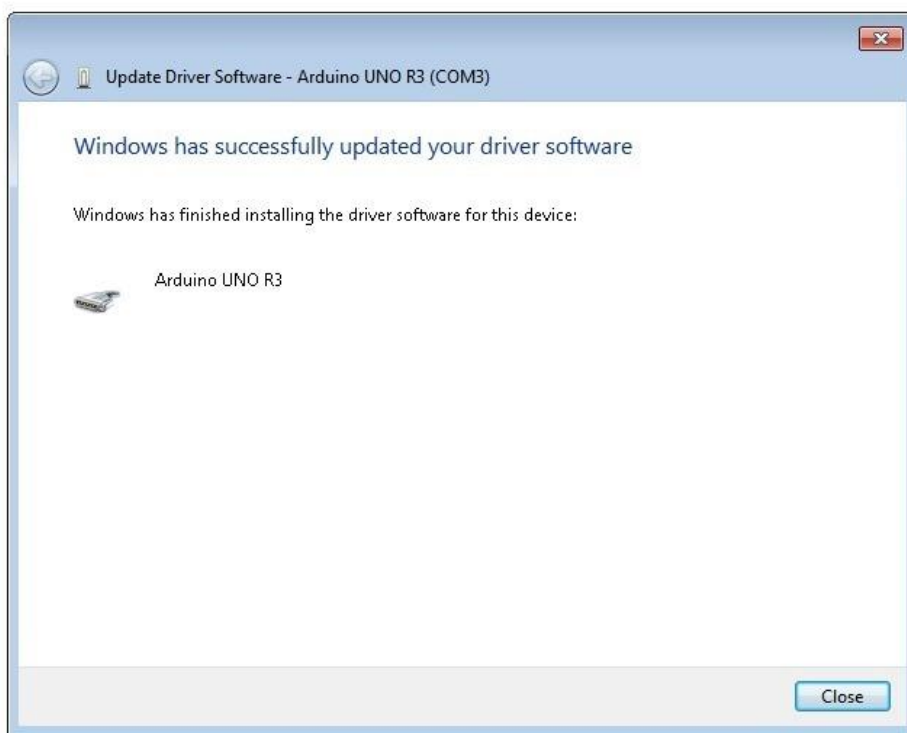 Update Driver Software - Arduino UNO R3 (COM3)
Windows has successfully updated your driver software
Windows has finished installing the driver software for this device:
Arduino UNO R3
Close